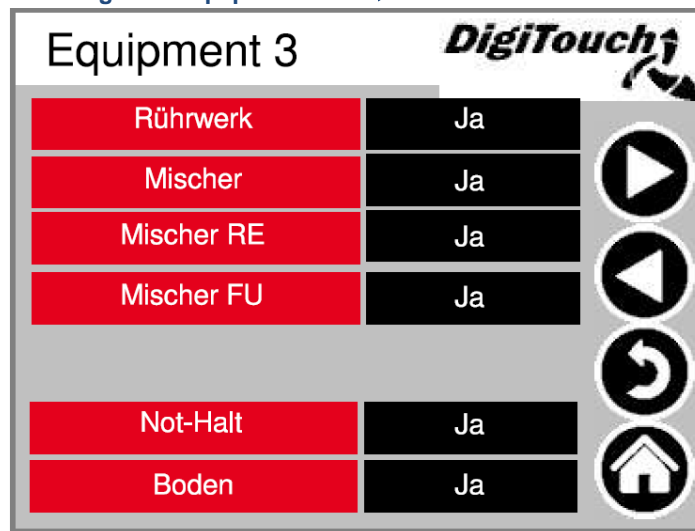 Equipment 3
DigiTouch
Rührwerk Ja
Mischer Ja
Mischer RE Ja
Mischer FU Ja
Not-Halt Ja
Boden Ja